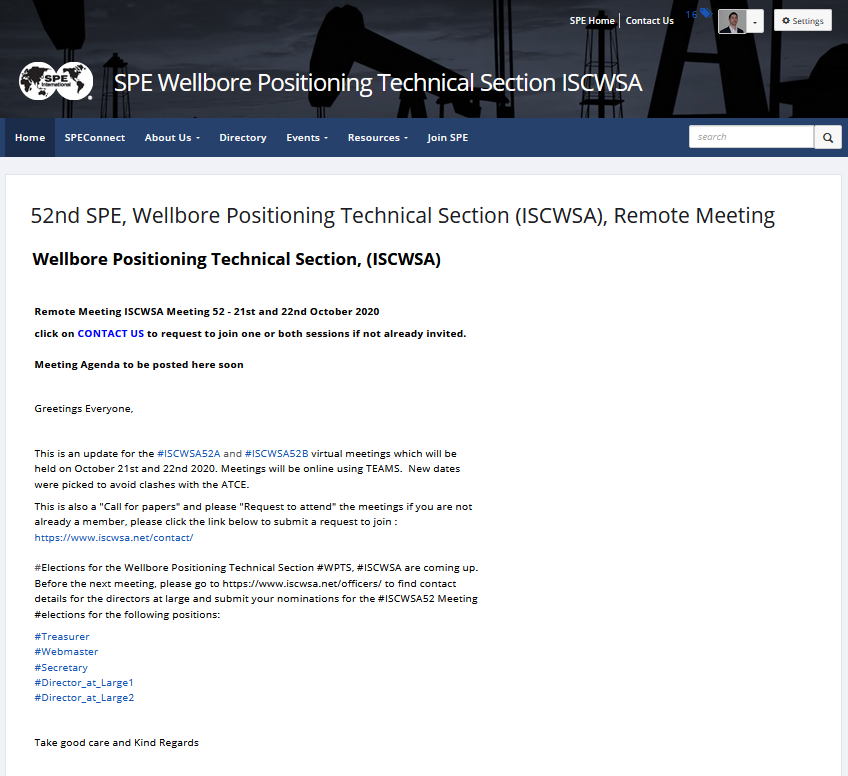 SPE Home
Contact Us
16
Settings
SPE
International
SPE Wellbore Positioning Technical Section ISCWSA
Home SPEConnect About Us Directory Events Resources Join SPE
search
52nd SPE, Wellbore Positioning Technical Section (ISCWSA), Remote Meeting
Wellbore Positioning Technical Section, (ISCWSA)
Remote Meeting ISCWSA Meeting 52 - 21st and 22nd October 2020
click on CONTACT US to request to join one or both sessions if not already invited.
Meeting Agenda to be posted here soon
Greetings Everyone,
This is an update for the #ISCWSA52A and #ISCWSA52B virtual meetings which will be
held on October 21st and 22nd 2020. Meetings will be online using TEAMS. New dates
were picked to avoid clashes with the ATCE.
This is also a "Call for papers" and please "Request to attend" the meetings if you are not
already a member, please click the link below to submit a request to join :
https://www.iscwsa.net/contact/
#Elections for the Wellbore Positioning Technical Section #WPTS, #ISCWSA are coming up.
Before the next meeting, please go to https://www.iscwsa.net/officers/ to find contact
details for the directors at large and submit your nominations for the #ISCWSA52 Meeting
#elections for the following positions:
#Treasurer
#Webmaster
#Secretary
#Director_at_Large1
#Director_at_Large2
Take good care and Kind Regards